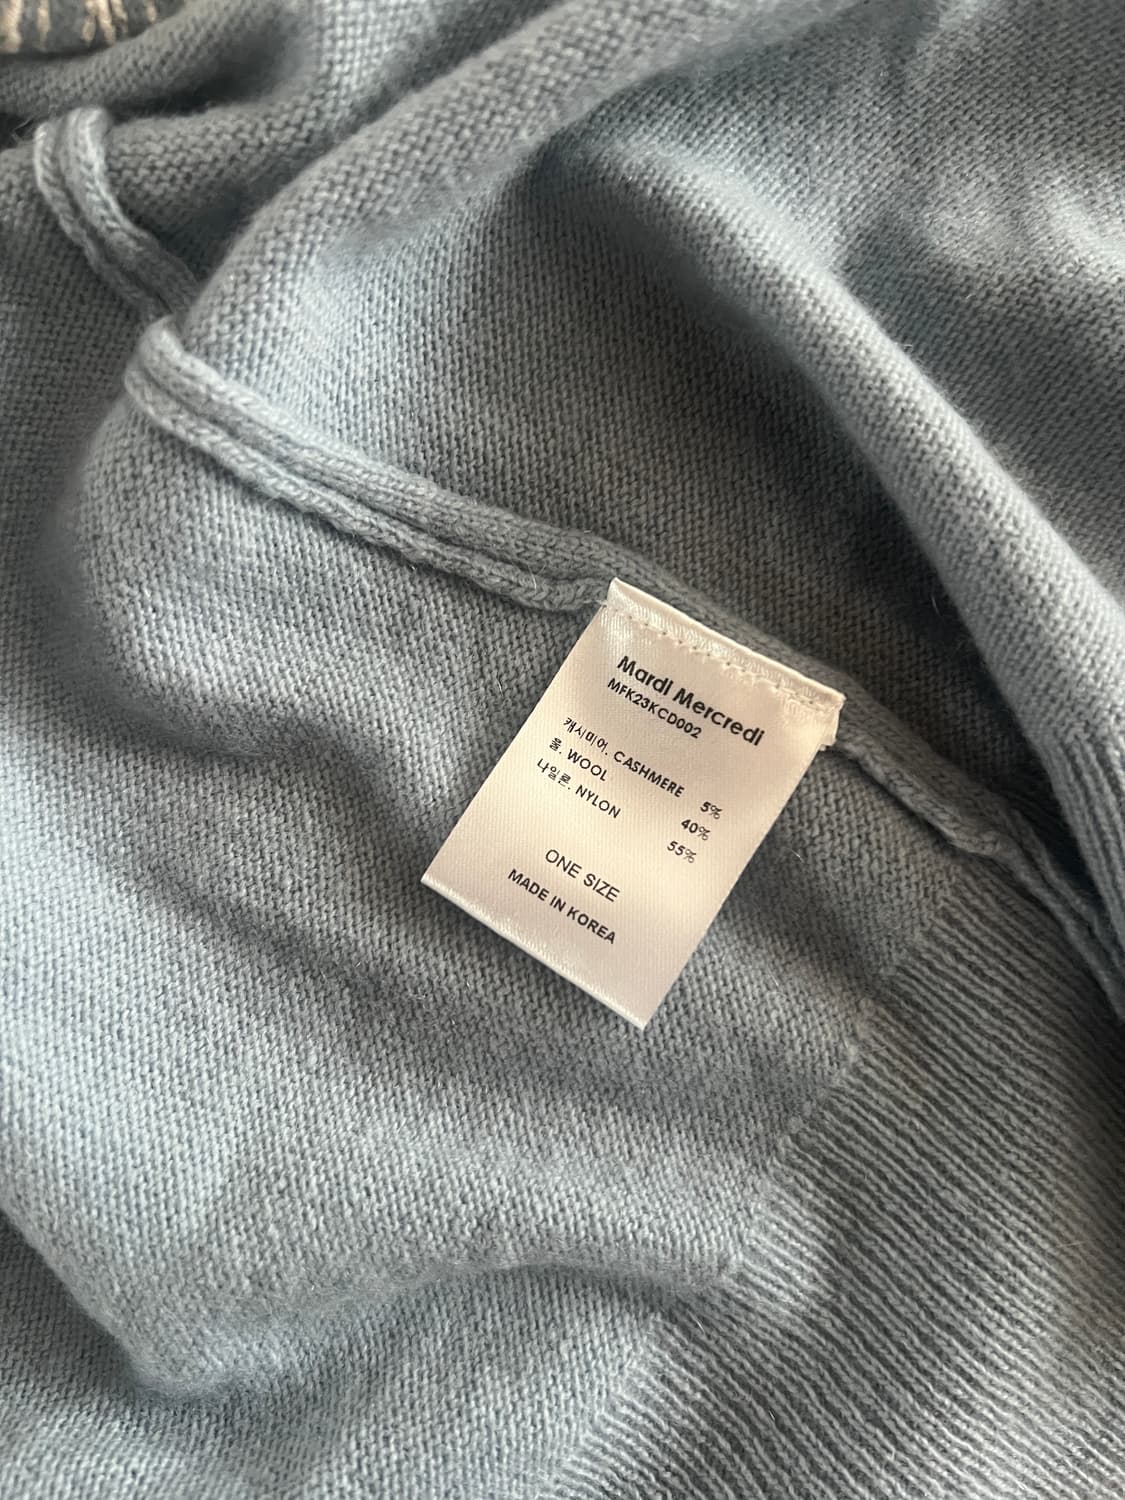 Mardi Mercredi
MFK23KCD002
캐시미어. CASHMERE 5%
울. WOOL 40%
나일론. NYLON 55%
ONE SIZE
MADE IN KOREA